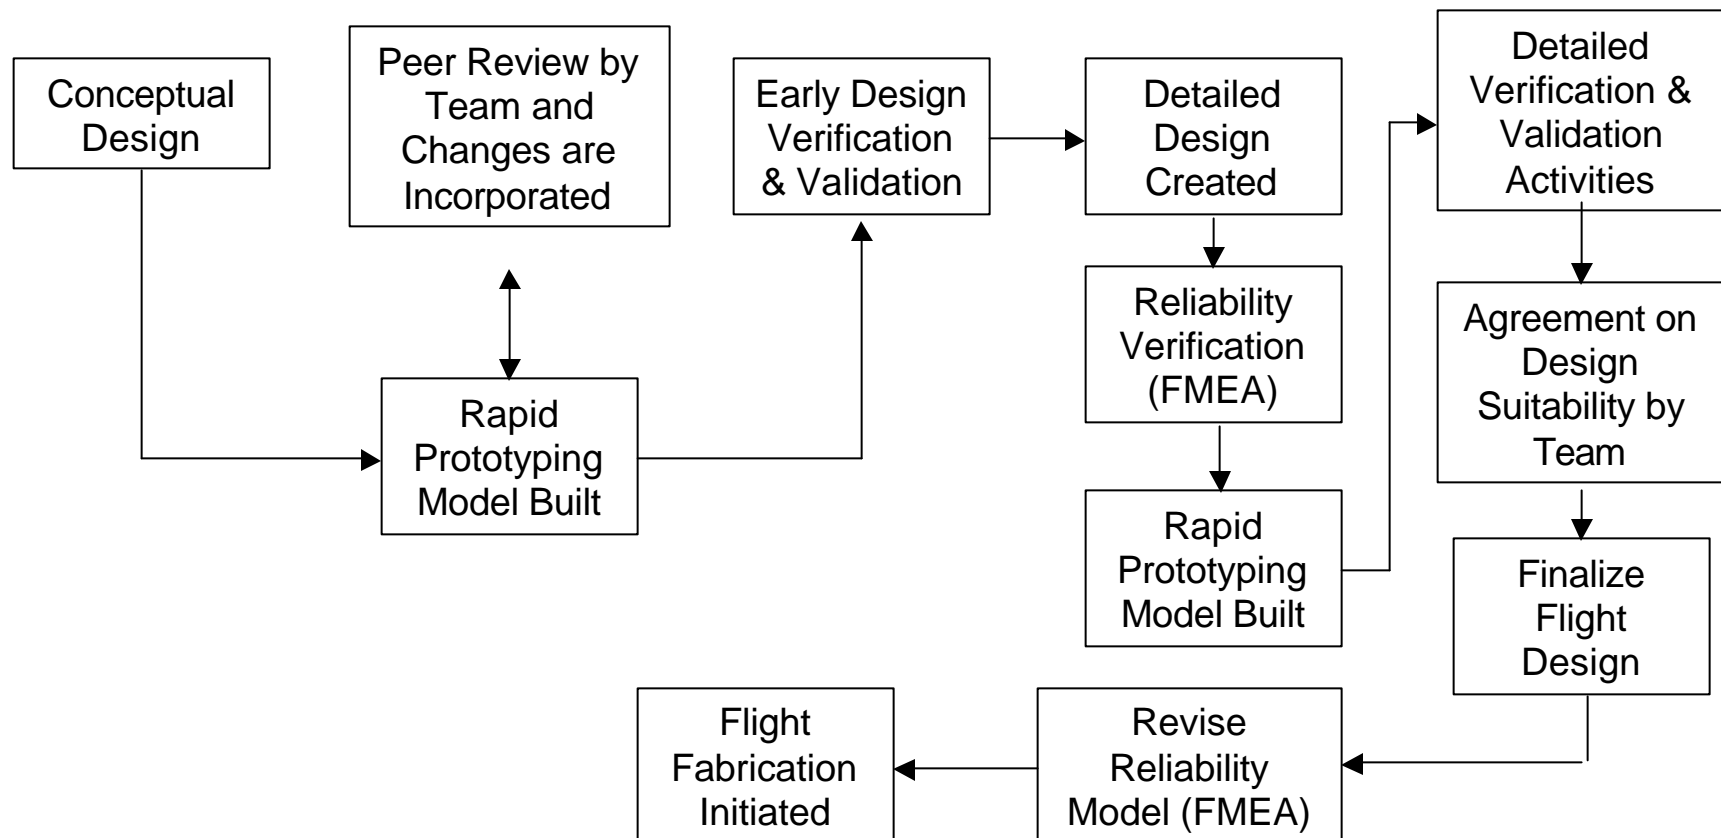 Conceptual
Design
Peer Review by
Team and
Changes are
Incorporated
Rapid
Prototyping
Model Built
Early Design
Verification
& Validation
Detailed
Design
Created
Reliability
Verification
(FMEA)
Rapid
Prototyping
Model Built
Detailed
Verification &
Validation
Activities
Agreement on
Design
Suitability by
Team
Finalize
Flight
Design
Revise
Reliability
Model (FMEA)
Flight
Fabrication
Initiated